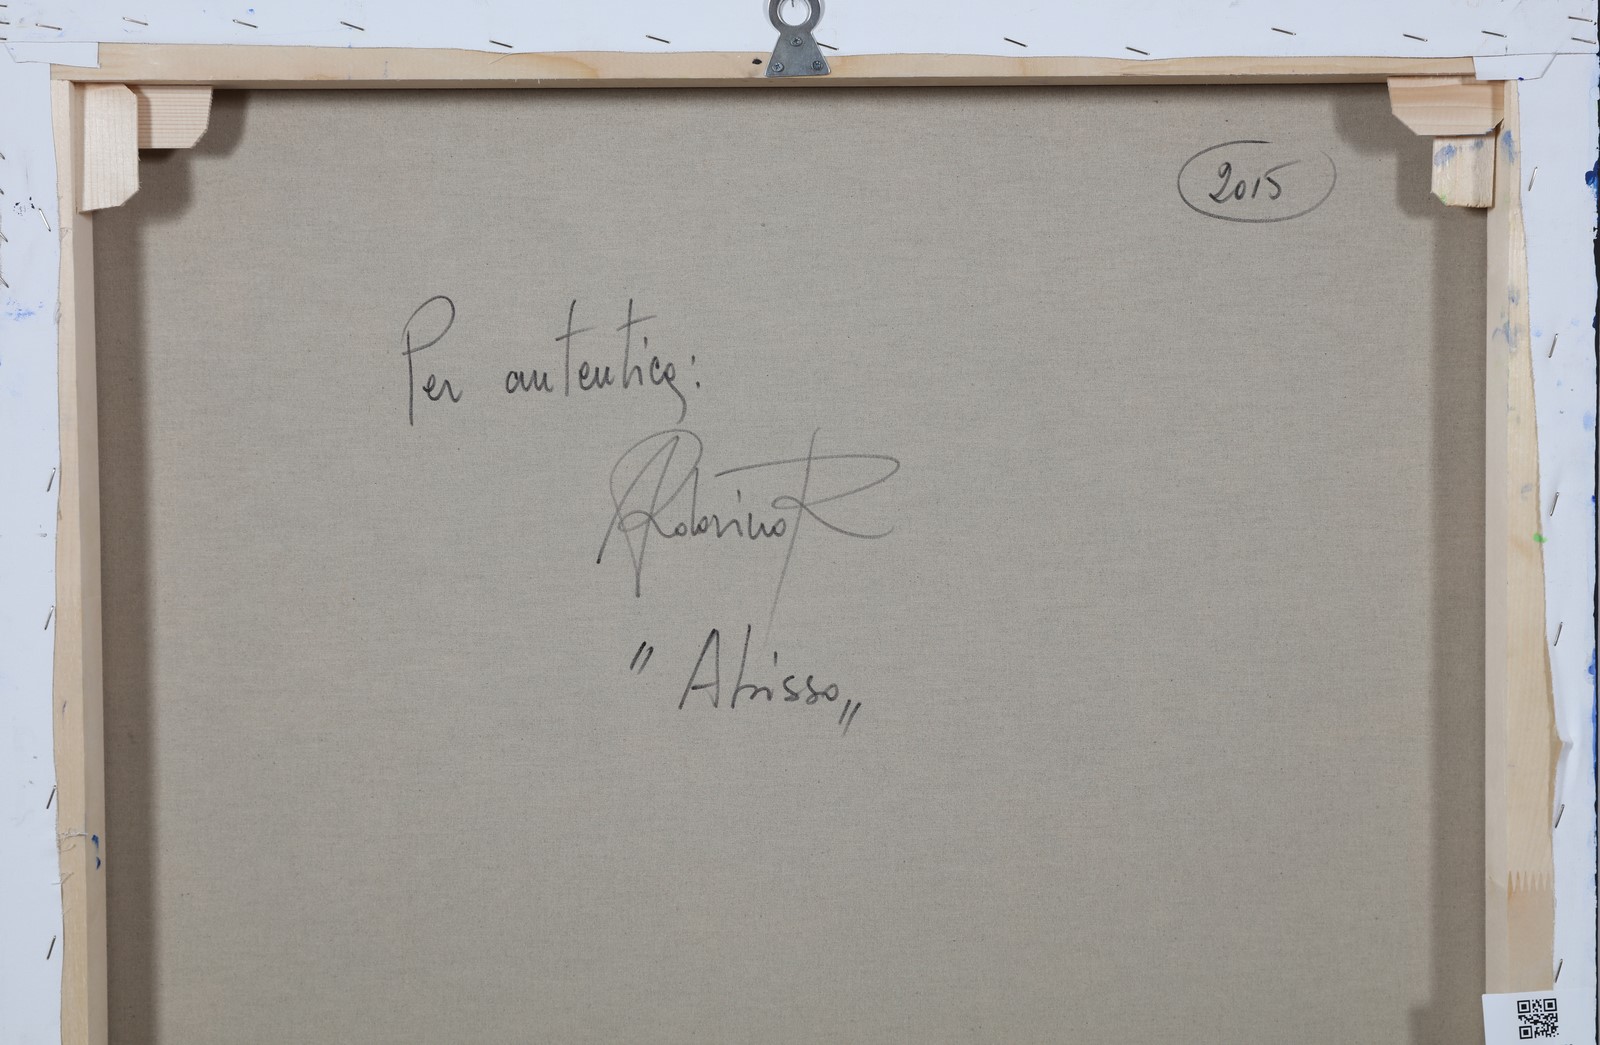 2015
Per autentica:
" Abisso „